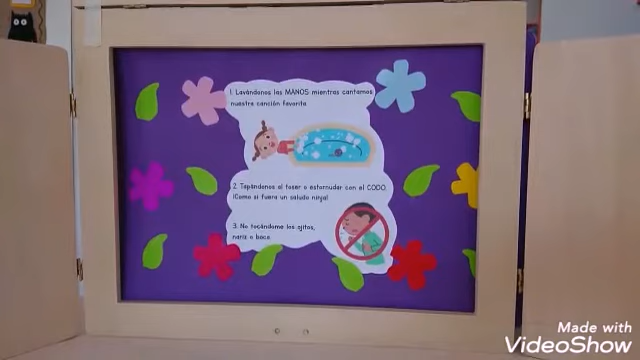 1. Lavándonos las MANOS mientras cantamos
nuestra canción favorita
2. Tapándonos al toser o estornudar con el CODO.
¡Como si fuera un saludo ninja!
3. No tocándome los ojitos,
nariz o boca
Made with
VideoShow